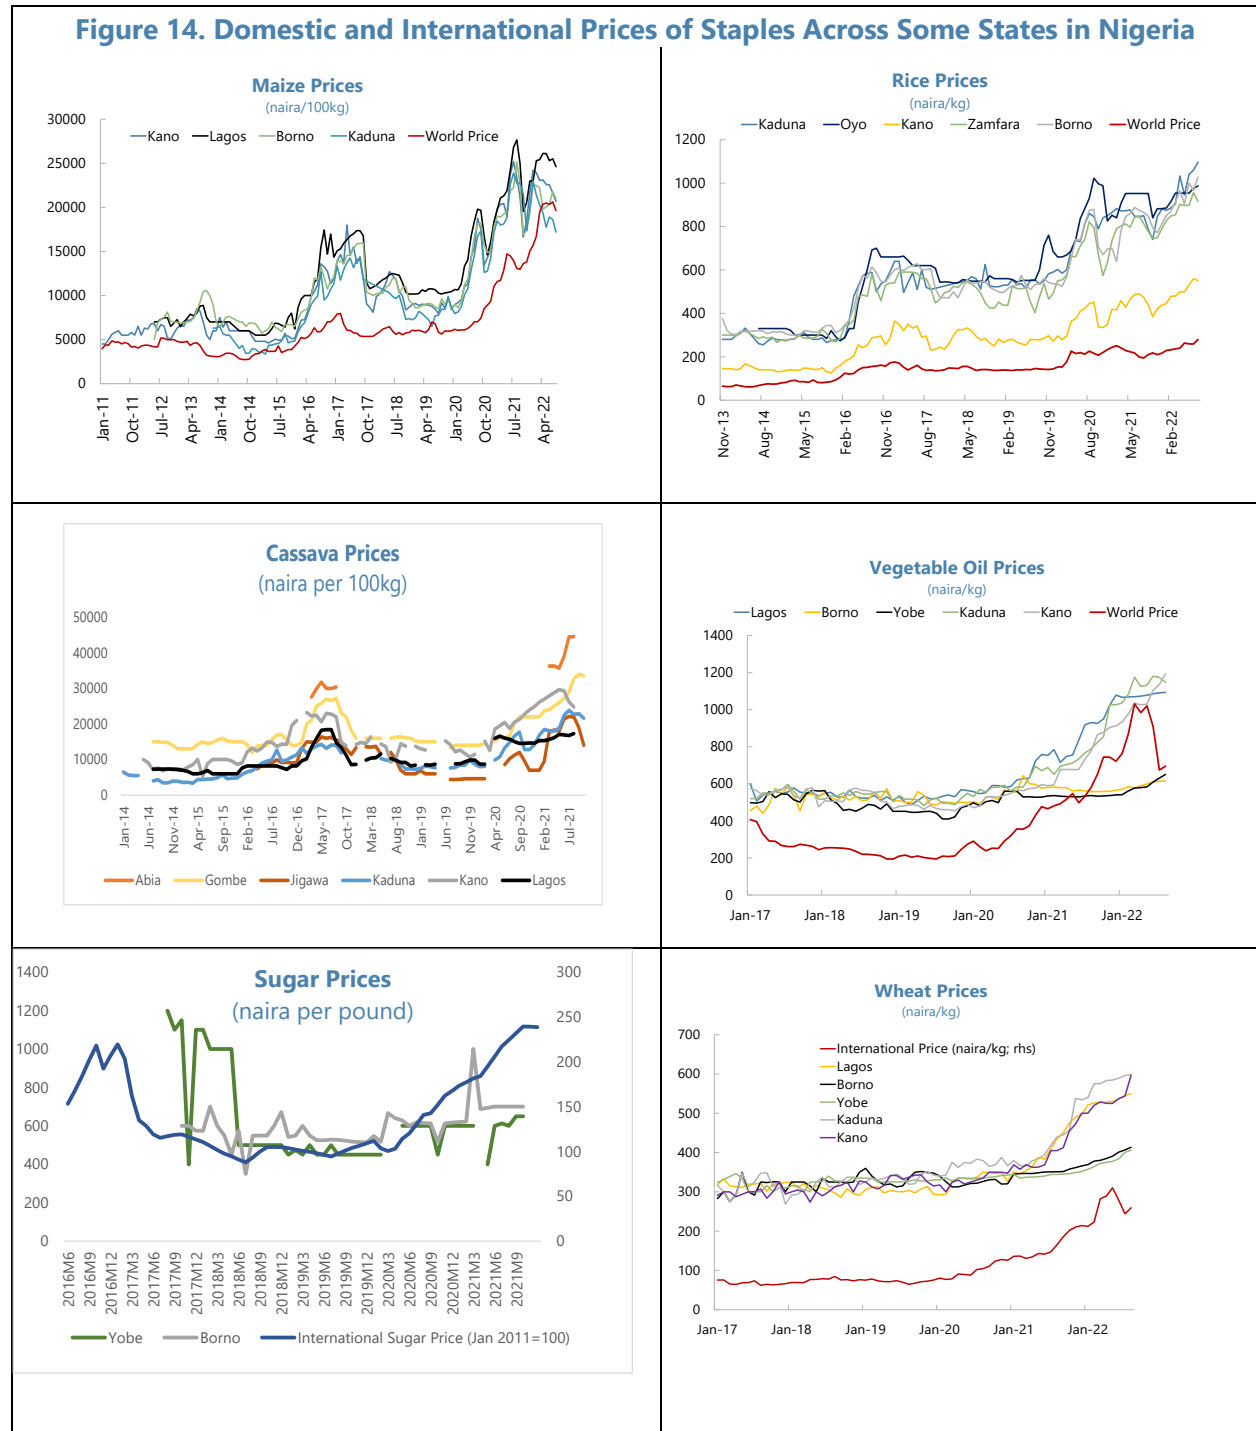 Figure 14. Domestic and International Prices of Staples Across Some States in Nigeria
Maize Prices
(naira/100kg)
Kano Lagos Borno Kaduna World Price
30000
25000
20000
15000
10000
5000
0
Jan-11 Oct-11 Jul-12 Apr-13 Jan-14 Oct-14 Jul-15 Apr-16 Jan-17 Oct-17 Jul-18 Apr-19 Jan-20 Oct-20 Jul-21 Apr-22
Rice Prices
(naira/kg)
Kaduna Oyo Kano Zamfara Borno World Price
1200
1000
800
600
400
200
0
Nov-13 Aug-14 May-15 Feb-16 Nov-16 Aug-17 May-18 Feb-19 Nov-19 Aug-20 May-21 Feb-22
Cassava Prices
(naira per 100kg)
50000
40000
30000
20000
10000
0
Jan-14 Jun-14 Nov-14 Apr-15 Sep-15 Feb-16 Jul-16 Dec-16 May-17 Oct-17 Mar-18 Aug-18 Jan-19 Jun-19 Nov-19 Apr-20 Sep-20 Feb-21 Jul-21
Abia Gombe Jigawa Kaduna Kano Lagos
Vegetable Oil Prices
(naira/kg)
Lagos Borno Yobe Kaduna Kano World Price
1400
1200
1000
800
600
400
200
0
Jan-17 Jan-18 Jan-19 Jan-20 Jan-21 Jan-22
Sugar Prices
(naira per pound)
1400
1200
1000
800
600
400
200
0
300
250
200
150
100
50
0
2016M6 2016M9 2016M12 2017M3 2017M6 2017M9 2017M12 2018M3 2018M6 2018M9 2018M12 2019M3 2019M6 2019M9 2019M12 2020M3 2020M6 2020M9 2020M12 2021M3 2021M6 2021M9
Yobe Borno International Sugar Price (Jan 2011=100)
Wheat Prices
(naira/kg)
700
600
500
400
300
200
100
0
International Price (naira/kg; rhs)
Lagos
Borno
Yobe
Kaduna
Kano
Jan-17 Jan-18 Jan-19 Jan-20 Jan-21 Jan-22